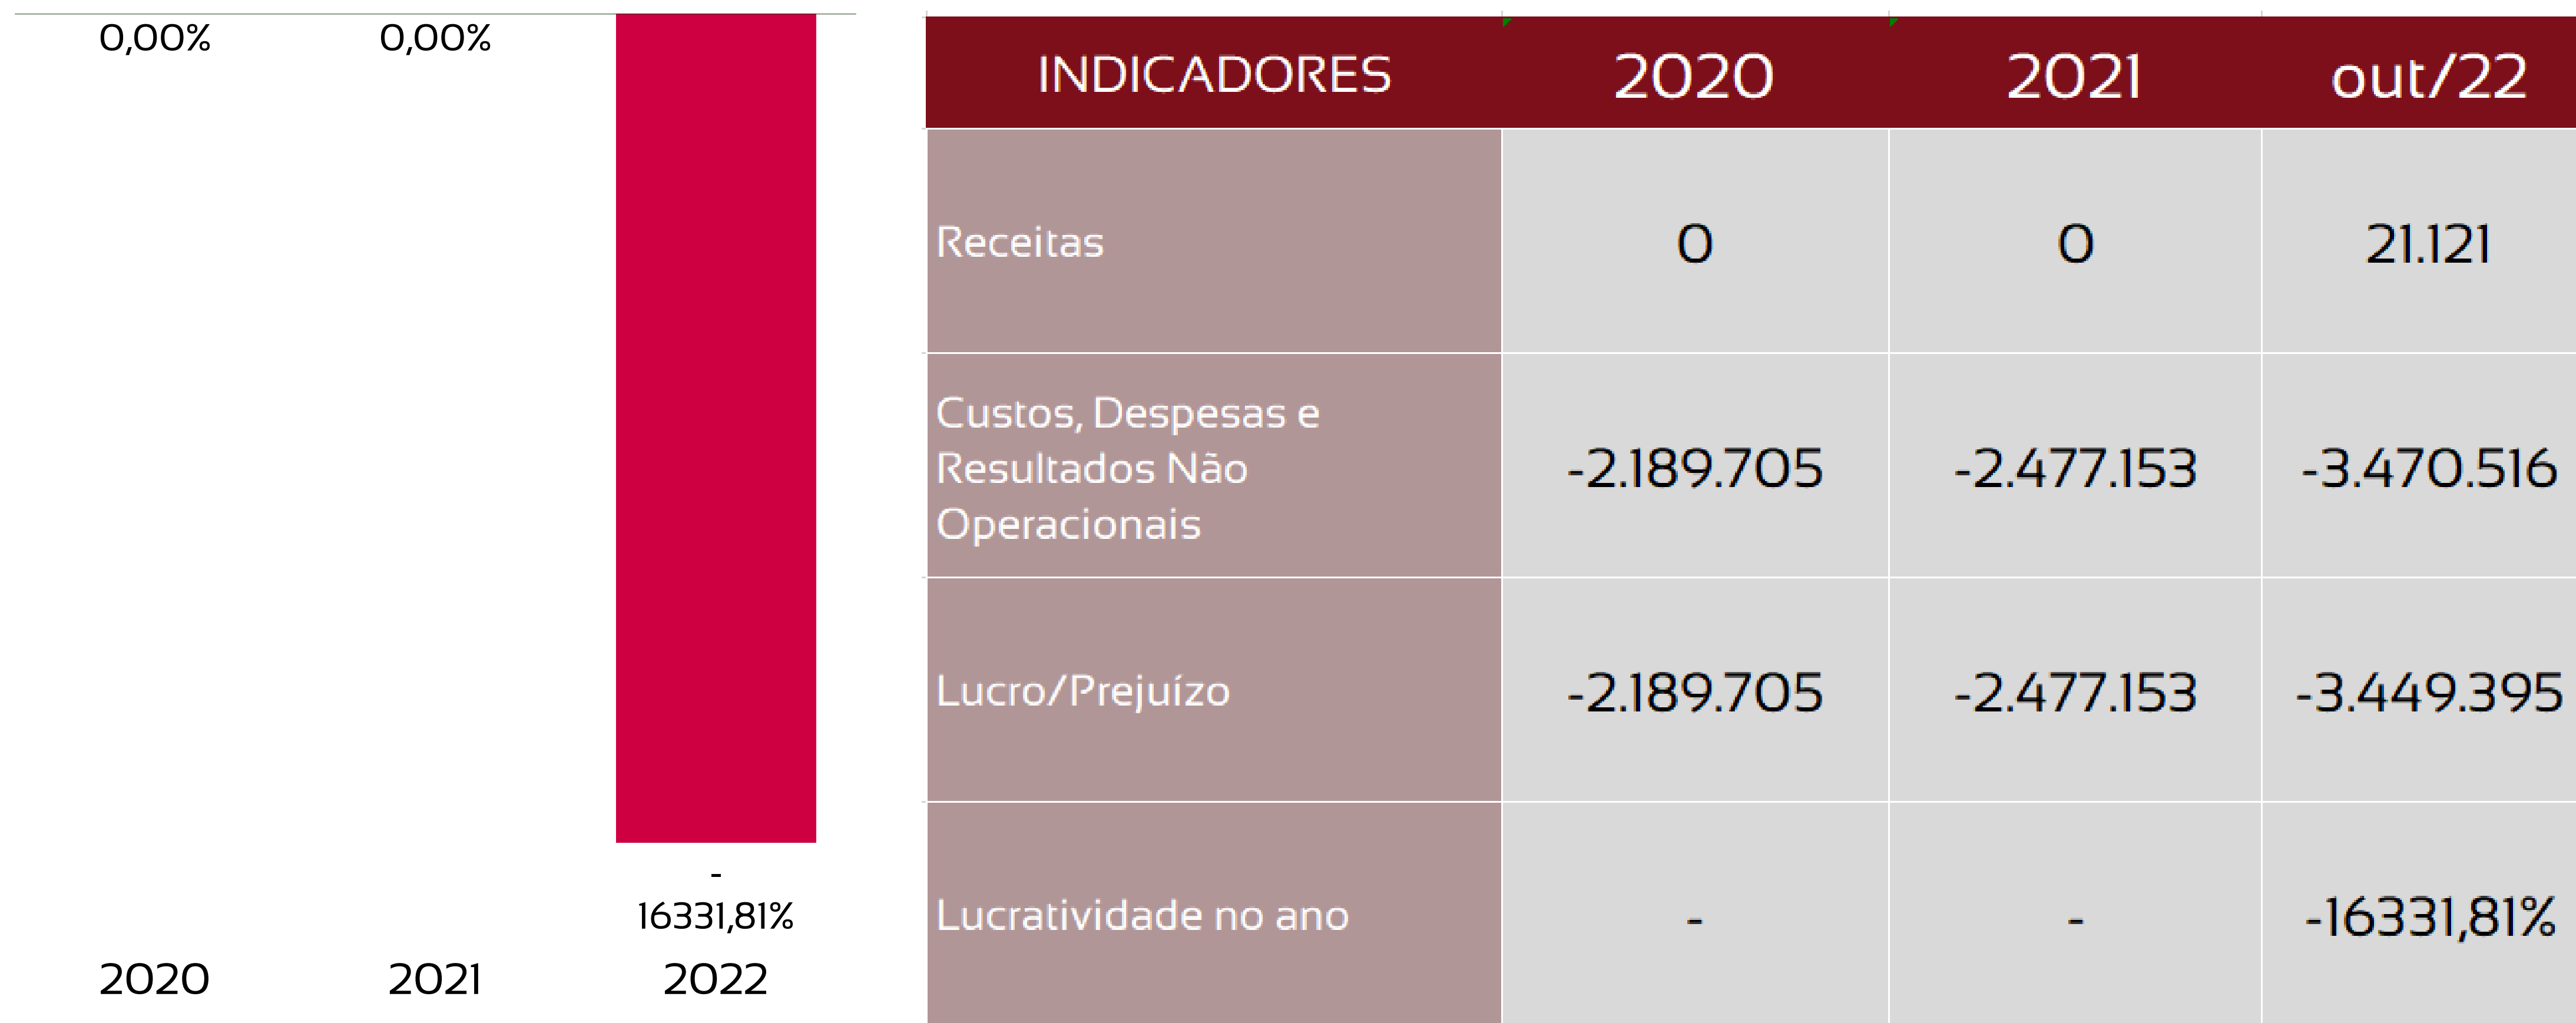 0,00% 0,00%
-
16331,81%
2020 2021 2022
INDICADORES 2020 2021 out/22
Receitas 0 0 21.121
Custos, Despesas e
Resultados Não
Operacionais
-2.189.705 -2.477.153 -3.470.516
Lucro/Prejuízo -2.189.705 -2.477.153 -3.449.395
Lucratividade no ano - - -16331,81%